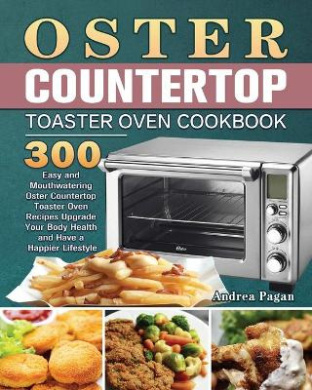 OSTER
COUNTERTOP
TOASTER OVEN COOKBOOK
300
Easy and
Mouthwatering
Oster Countertop
Toaster Oven
Recipes Upgrade
Your Body Health
and Have a
Happier Lifestyle
Oster
Andrea Pagan